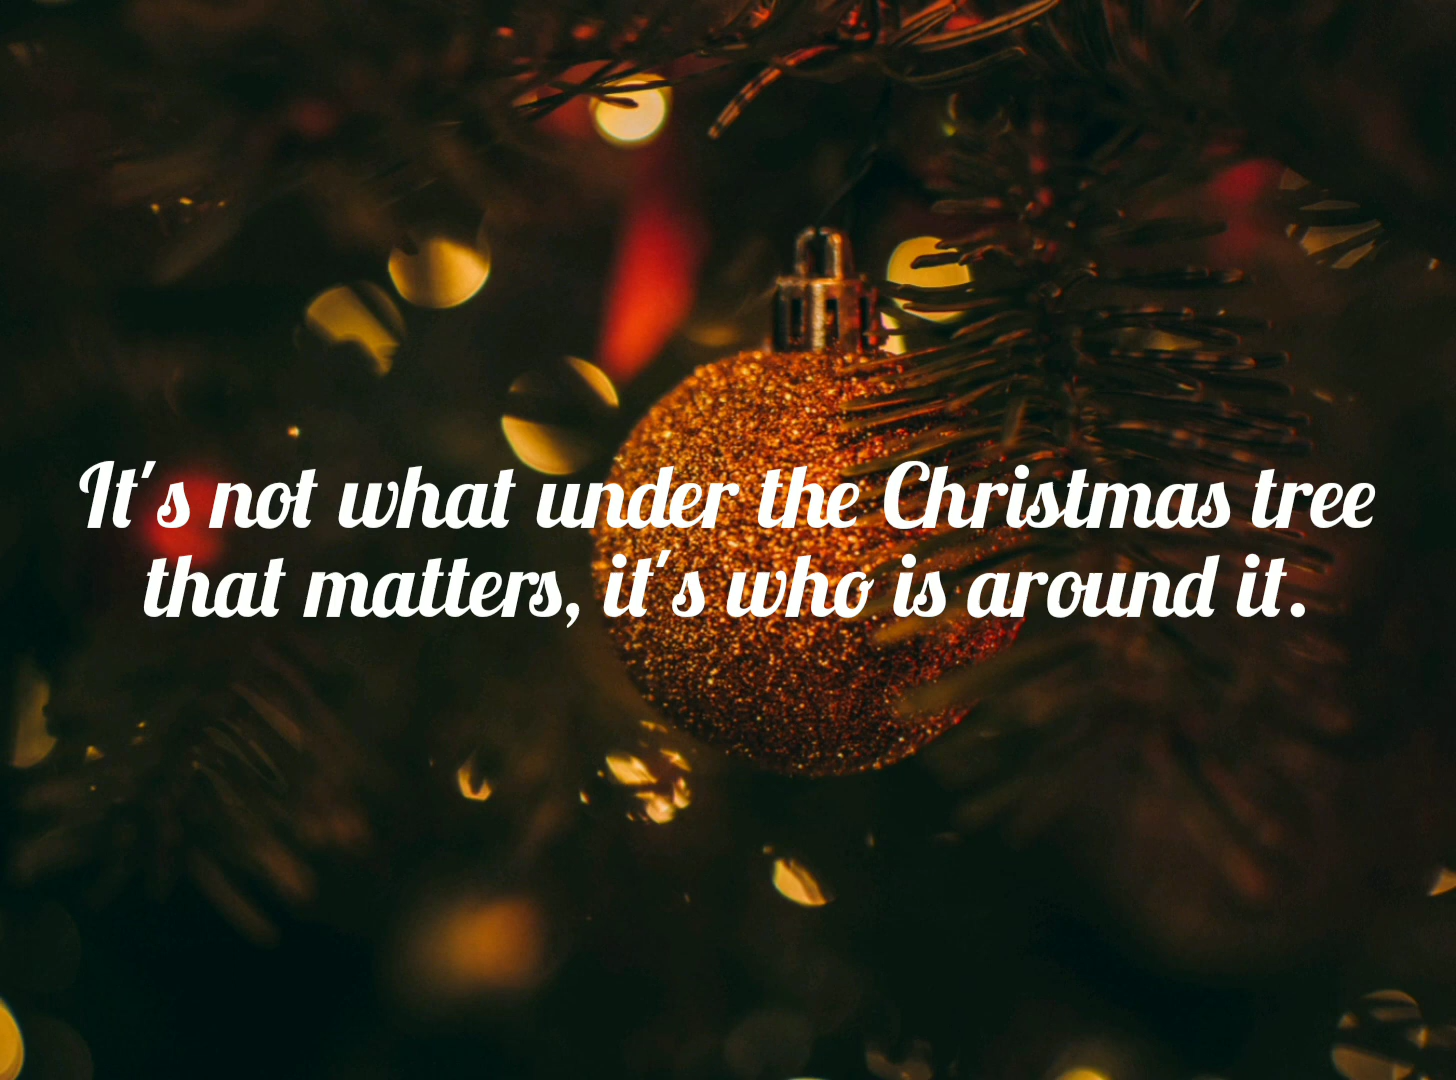 It's not what under the Christmas tree
that matters, it's who is around it.